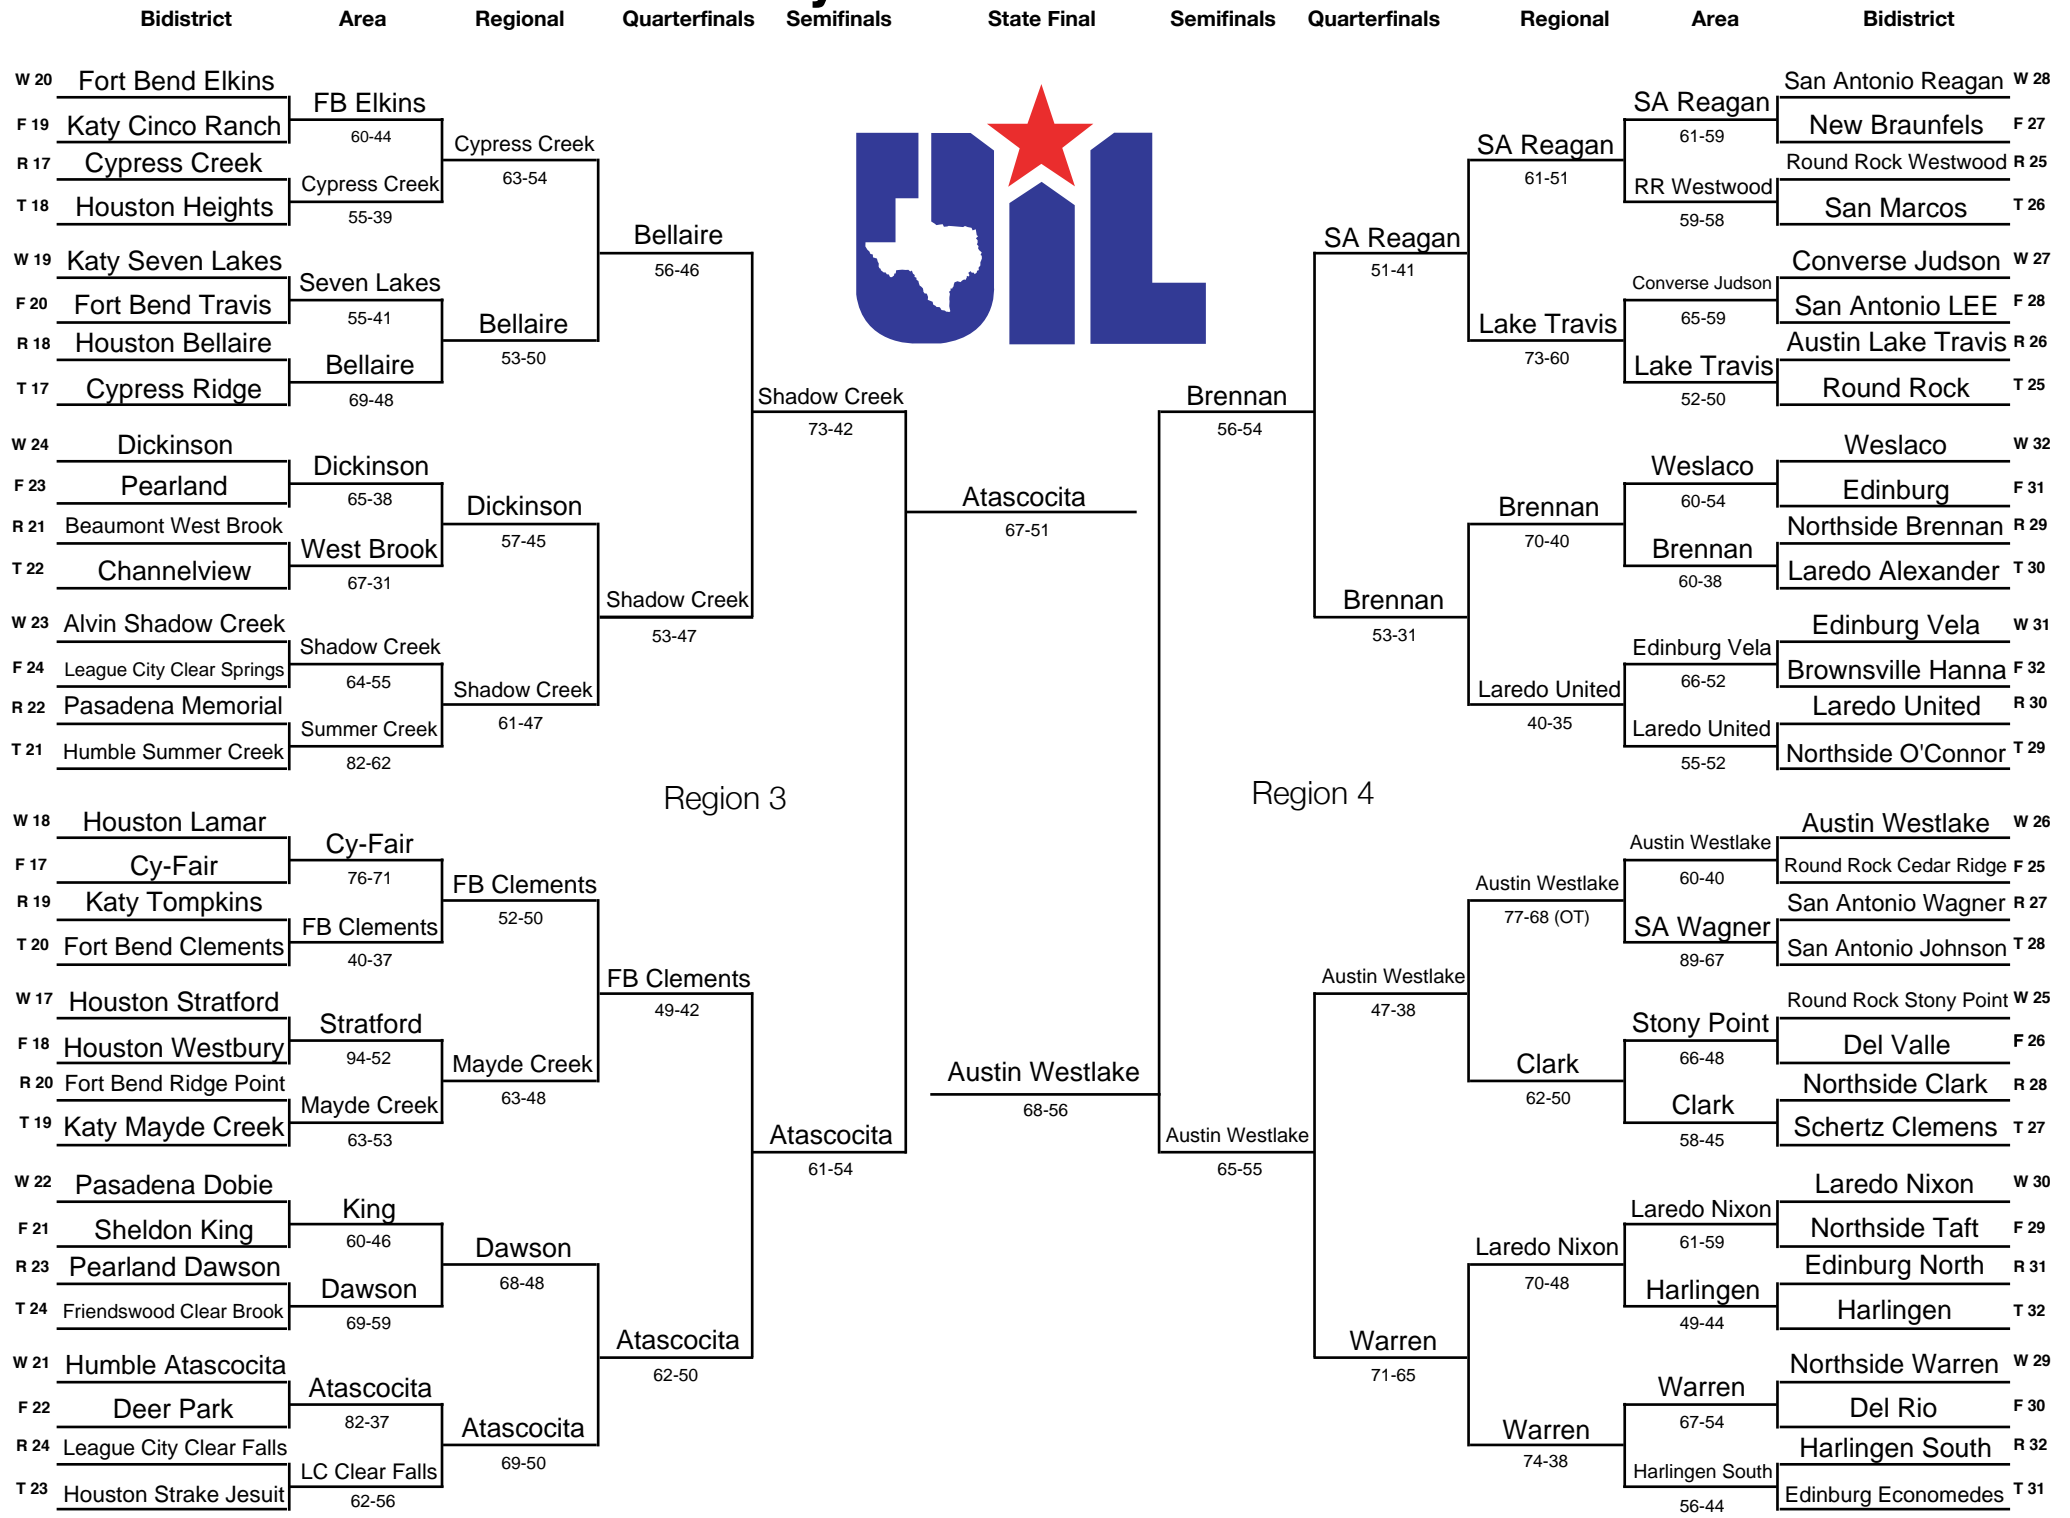 Bidistrict Area Regional Quarterfinals Semifinals State Final Semifinals Quarterfinals Regional Area Bidistrict
W 20 Fort Bend Elkins
FB Elkins
60-44
F 19 Katy Cinco Ranch
Cypress Creek
63-54
R 17 Cypress Creek
Cypress Creek
55-39
T 18 Houston Heights
Bellaire
56-46
W 19 Katy Seven Lakes
Seven Lakes
55-41
F 20 Fort Bend Travis
Bellaire
53-50
R 18 Houston Bellaire
Bellaire
69-48
T 17 Cypress Ridge
Shadow Creek
73-42
W 24 Dickinson
Dickinson
65-38
F 23 Pearland
Dickinson
57-45
R 21 Beaumont West Brook
West Brook
67-31
T 22 Channelview
Shadow Creek
53-47
W 23 Alvin Shadow Creek
Shadow Creek
64-55
F 24 League City Clear Springs
Shadow Creek
61-47
R 22 Pasadena Memorial
Summer Creek
82-62
T 21 Humble Summer Creek
Region 3
Atascocita
67-51
W 18 Houston Lamar
Cy-Fair
76-71
F 17 Cy-Fair
FB Clements
52-50
R 19 Katy Tompkins
FB Clements
40-37
T 20 Fort Bend Clements
FB Clements
49-42
W 17 Houston Stratford
Stratford
94-52
F 18 Houston Westbury
Mayde Creek
63-48
R 20 Fort Bend Ridge Point
Mayde Creek
63-53
T 19 Katy Mayde Creek
Atascocita
61-54
W 22 Pasadena Dobie
King
60-46
F 21 Sheldon King
Dawson
68-48
R 23 Pearland Dawson
Dawson
69-59
T 24 Friendswood Clear Brook
Atascocita
62-50
W 21 Humble Atascocita
Atascocita
82-37
F 22 Deer Park
Atascocita
69-50
R 24 League City Clear Falls
LC Clear Falls
62-56
T 23 Houston Strake Jesuit
UIL
San Antonio Reagan W 28
SA Reagan
61-59
New Braunfels F 27
SA Reagan
61-51
Round Rock Westwood R 25
RR Westwood
59-58
San Marcos T 26
SA Reagan
51-41
Converse Judson W 27
Converse Judson
65-59
San Antonio LEE F 28
Lake Travis
73-60
Austin Lake Travis R 26
Lake Travis
52-50
Round Rock T 25
Brennan
56-54
Weslaco W 32
Weslaco
60-54
Edinburg F 31
Brennan
70-40
Northside Brennan R 29
Brennan
60-38
Laredo Alexander T 30
Brennan
53-31
Edinburg Vela W 31
Edinburg Vela
66-52
Brownsville Hanna F 32
Laredo United
40-35
Laredo United R 30
Laredo United
55-52
Northside O'Connor T 29
Region 4
Austin Westlake
68-56
Austin Westlake W 26
Austin Westlake
60-40
Round Rock Cedar Ridge F 25
Austin Westlake
77-68 (OT)
San Antonio Wagner R 27
SA Wagner
89-67
San Antonio Johnson T 28
Austin Westlake
47-38
Round Rock Stony Point W 25
Stony Point
66-48
Del Valle F 26
Clark
62-50
Northside Clark R 28
Clark
58-45
Schertz Clemens T 27
Austin Westlake
65-55
Laredo Nixon W 30
Laredo Nixon
61-59
Northside Taft F 29
Laredo Nixon
70-48
Edinburg North R 31
Harlingen
49-44
Harlingen T 32
Warren
71-65
Northside Warren W 29
Warren
67-54
Del Rio F 30
Warren
74-38
Harlingen South R 32
Harlingen South
56-44
Edinburg Economedes T 31